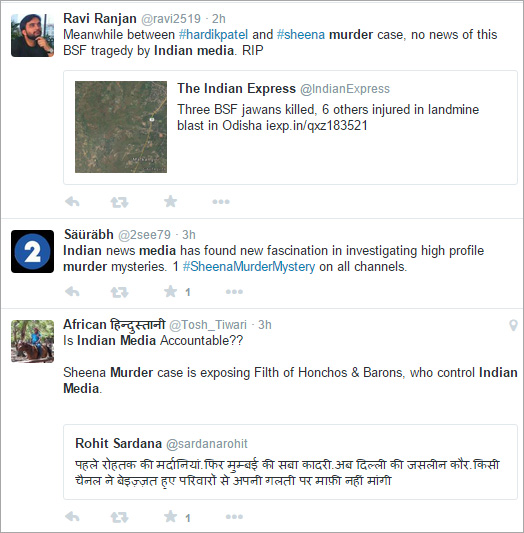 Ravi Ranjan @ravi2519 · 2h
Meanwhile between #hardikpatel and #sheena murder case, no news of this
BSF tragedy by Indian media. RIP
The Indian Express @IndianExpress
Three BSF jawans killed, 6 others injured in landmine
blast in Odisha iexp.in/qxz183521
Säüräbh @2see79 · 3h
2
Indian news media has found new fascination in investigating high profile
murder mysteries. 1 #SheenaMurderMystery on all channels.
1
African हिन्दुस्तानी @Tosh_Tiwari · 3h
Is Indian Media Accountable??
Sheena Murder case is exposing Filth of Honchos & Barons, who control Indian
Media.
Rohit Sardana @sardanarohit
पहले रोहतक की मर्दानियां.फिर मुम्बई की सबा कादरी.अब दिल्ली की जसलीन कौर.किसी
चैनल ने बेइज़्ज़त हुए परिवारों से अपनी गलती पर माफ़ी नहीं मांगी
1